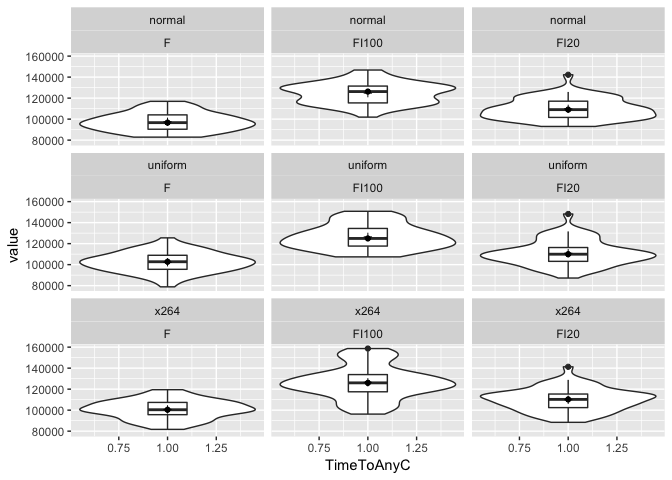 normal normal normal
F FI100 FI20
160000
140000
120000
100000
80000
uniform uniform uniform
F FI100 FI20
160000
140000
120000
100000
80000
value
x264 x264 x264
F FI100 FI20
160000
140000
120000
100000
80000
0.75 1.00 1.25 0.75 1.00 1.25 0.75 1.00 1.25
TimeToAnyC